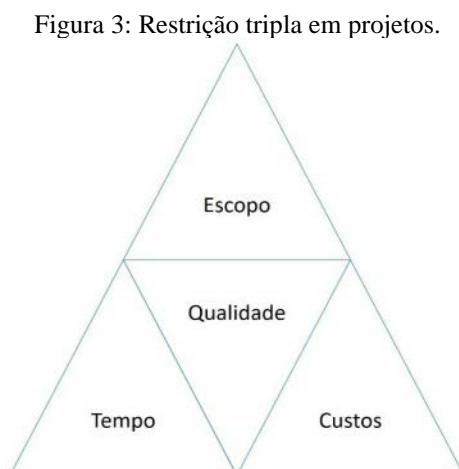 Figura 3: Restrição tripla em projetos.
Escopo
Qualidade
Tempo Custos